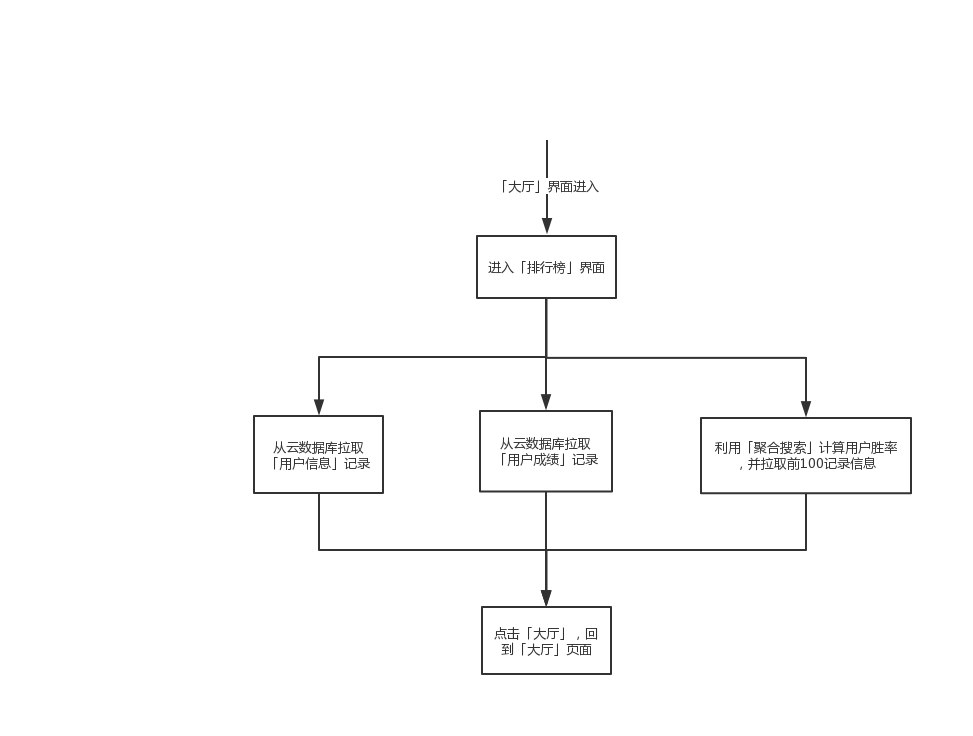 「大厅」界面进入
进入「排行榜」界面
从云数据库拉取
「用户信息」记录
从云数据库拉取
「用户成绩」记录
利用「聚合搜索」计算用户胜率
，并拉取前100记录信息
点击「大厅」，回
到「大厅」页面